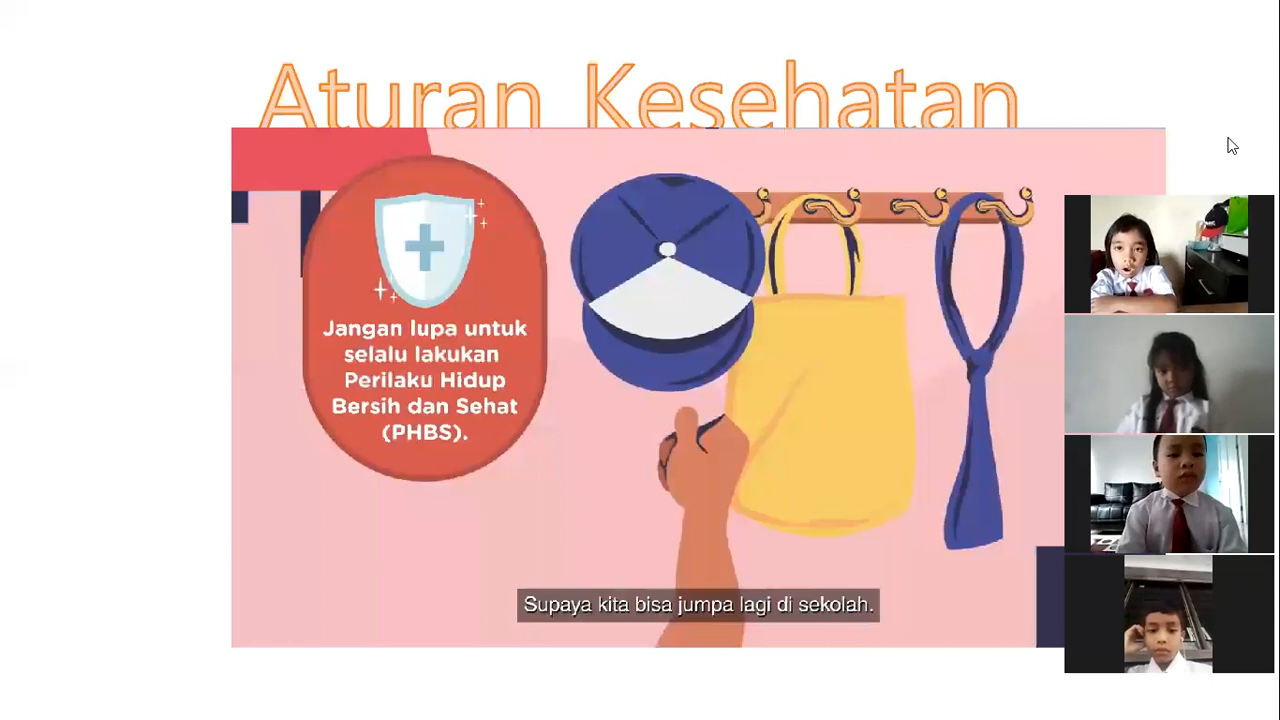 Aturan Kesehatan
Jangan lupa untuk
selalu lakukan
Perilaku Hidup
Bersih dan Sehat
(PHBS).
Supaya kita bisa jumpa lagi di sekolah.